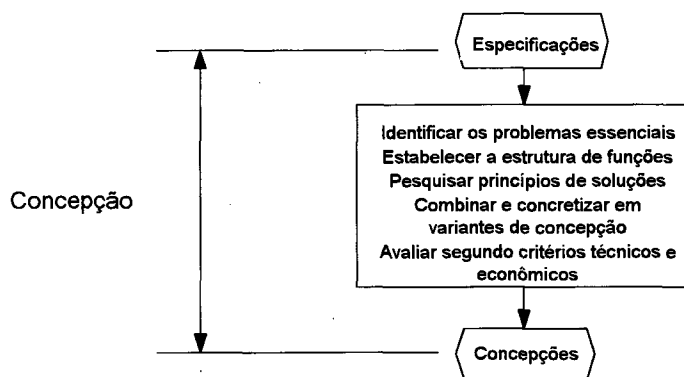 Especificações
Identificar os problemas essenciais
Estabelecer a estrutura de funções
Pesquisar princípios de soluções
Combinar e concretizar em
variantes de concepção
Avaliar segundo critérios técnicos e
econômicos
Concepção
Concepções